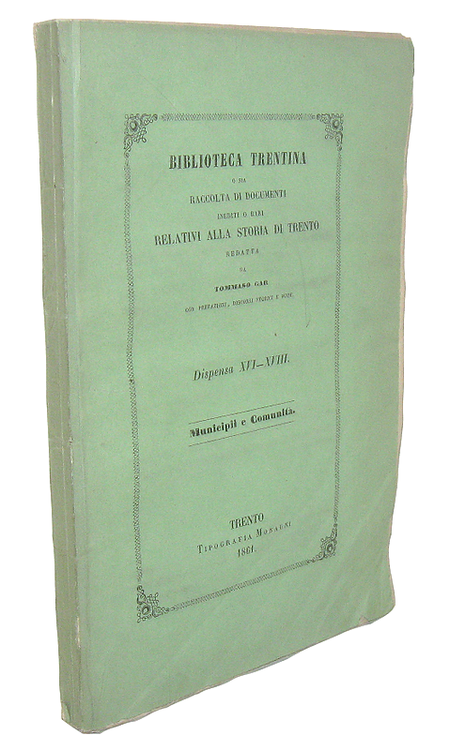 BIBLIOTECA TRENTINA
O SIA
RACCOLTA DI DOCUMENTI
INEDITI O RARI
RELATIVI ALLA STORIA DI TRENTO
REDATTA
DA
TOMMASO GAR
CON PREFAZIONI, DISCORSI STORICI E NOTE.
Dispensa XVI—XVIII.
Municipii e Comunità.
TRENTO
TIPOGRAFIA MONAUNI
1861.